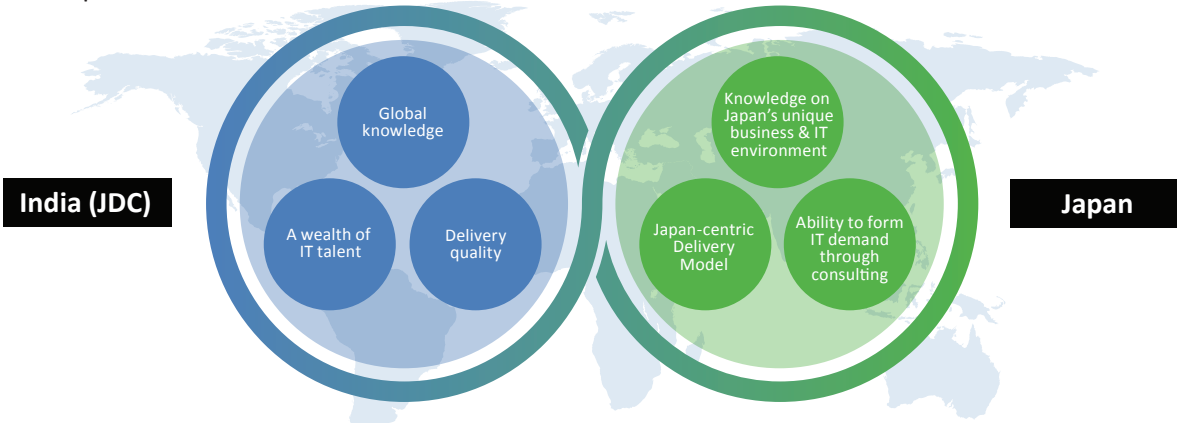 India (JDC)
Global
knowledge
A wealth of
IT talent
Delivery
quality
Knowledge on
Japan's unique
business & IT
environment
Japan-centric
Delivery
Model
Ability to form
IT demand
through
consulting
Japan